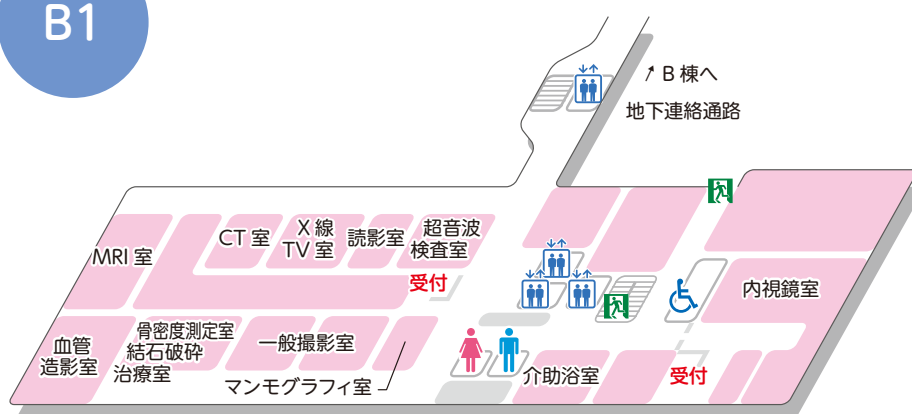 B1
B 棟へ
地下連絡通路
MRI 室
CT 室
X 線
TV 室
読影室
超音波
検査室
受付
内視鏡室
血管
造影室
骨密度測定室
結石破砕
治療室
一般撮影室
マンモグラフィ室
介助浴室
受付